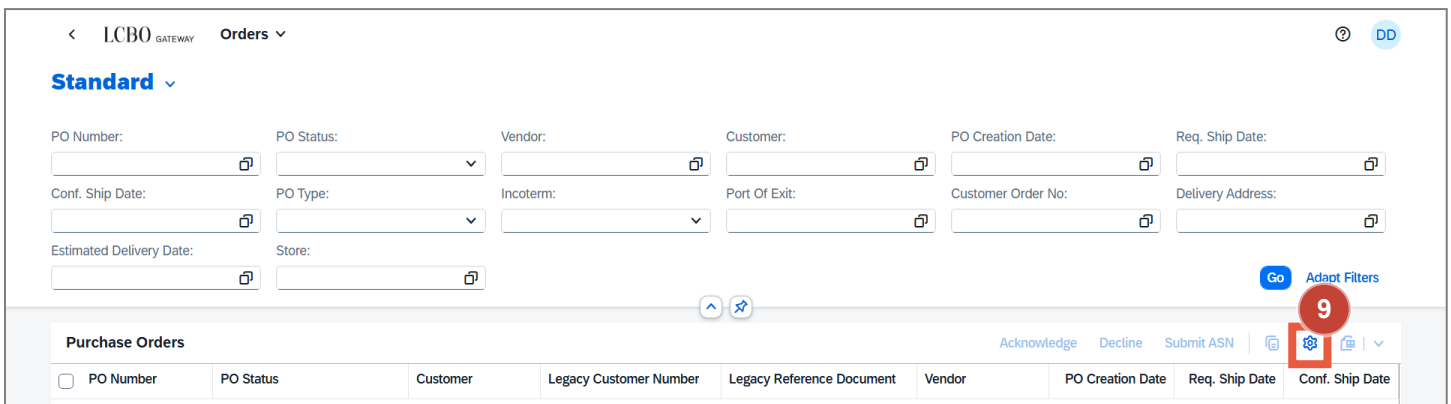 LCBO GATEWAY Orders DD
Standard
PO Number: PO Status: Vendor: Customer: PO Creation Date: Req. Ship Date:
Conf. Ship Date: PO Type: Incoterm: Port Of Exit: Customer Order No: Delivery Address:
Estimated Delivery Date: Store:
Go Adapt Filters
9
Purchase Orders Acknowledge Decline Submit ASN
PO Number PO Status Customer Legacy Customer Number Legacy Reference Document Vendor PO Creation Date Req. Ship Date Conf. Ship Date